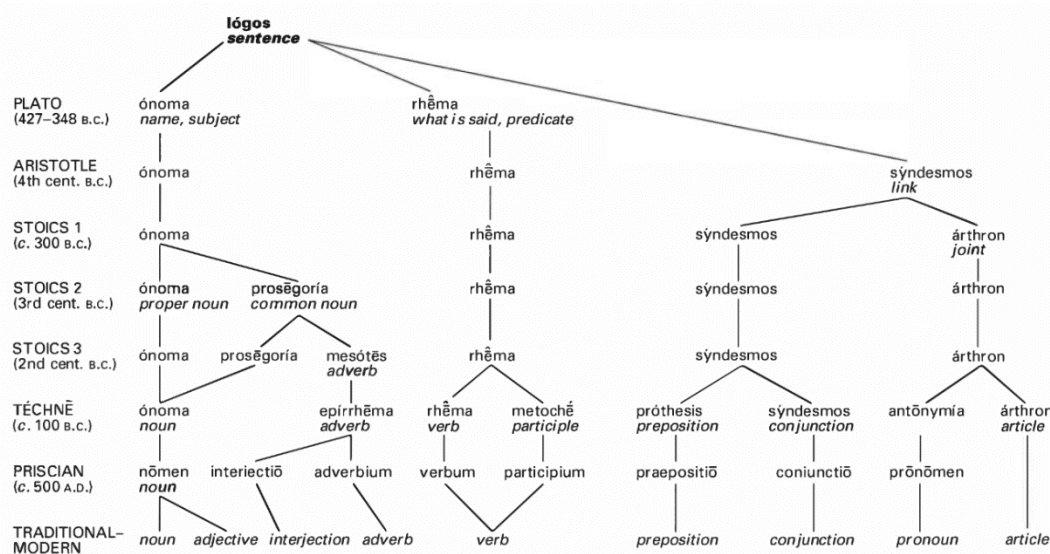 lógos
sentence
PLATO ónoma rhêma
(427–348 B.C.) name, subject what is said, predicate
ARISTOTLE ónoma rhêma sýndesmos
(4th cent. B.C.) link
STOICS 1 ónoma rhêma sýndesmos árthron
(c. 300 B.C.) joint
STOICS 2 ónoma prosēgoría rhêma sýndesmos árthron
(3rd cent. B.C.) proper noun common noun
STOICS 3 ónoma prosēgoría mesótēs rhêma sýndesmos árthron
(2nd cent. B.C.) adverb
TÉCHNĒ ónoma epírrhēma rhêma metochḗ próthesis sýndesmos antōnymía árthron
(c. 100 B.C.) noun adverb verb participle preposition conjunction article
PRISCIAN nōmen interiectiō adverbium verbum participium praepositiō coniunctiō prōnōmen
(c. 500 A.D.) noun
TRADITIONAL– noun adjective interjection adverb verb preposition conjunction pronoun article
MODERN